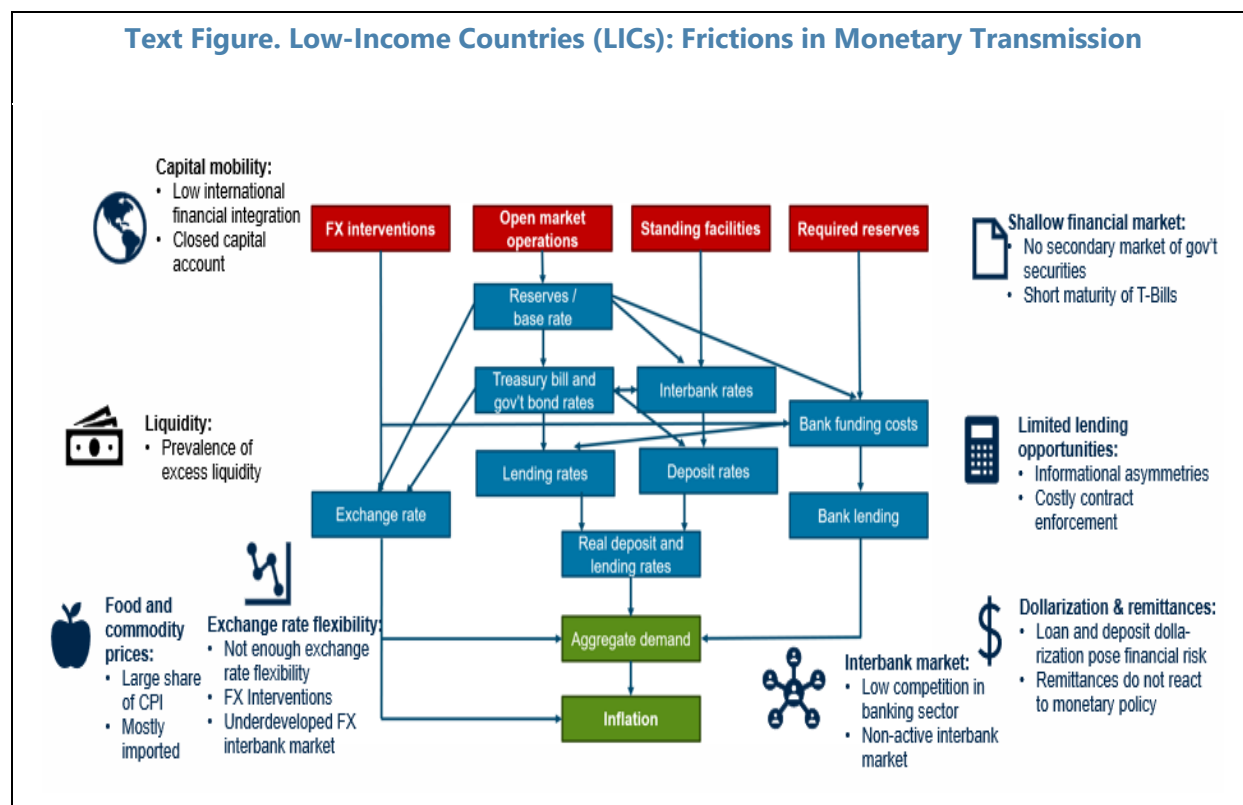 Text Figure. Low-Income Countries (LICs): Frictions in Monetary Transmission
Capital mobility:
• Low international
financial integration
• Closed capital
account
FX interventions
Open market
operations
Standing facilities
Required reserves
Shallow financial market:
• No secondary market of gov't
securities
• Short maturity of T-Bills
Reserves /
base rate
Treasury bill and
gov't bond rates
Interbank rates
Bank funding costs
Liquidity:
• Prevalence of
excess liquidity
Limited lending
opportunities:
• Informational asymmetries
• Costly contract
enforcement
Lending rates
Deposit rates
Exchange rate
Bank lending
Real deposit and
lending rates
Food and
commodity
prices:
• Large share
of CPI
• Mostly
imported
Exchange rate flexibility:
• Not enough exchange
rate flexibility
• FX Interventions
• Underdeveloped FX
interbank market
Aggregate demand
Inflation
Interbank market:
• Low competition in
banking sector
• Non-active interbank
market
$
Dollarization & remittances:
• Loan and deposit dolla-
rization pose financial risk
• Remittances do not react
to monetary policy